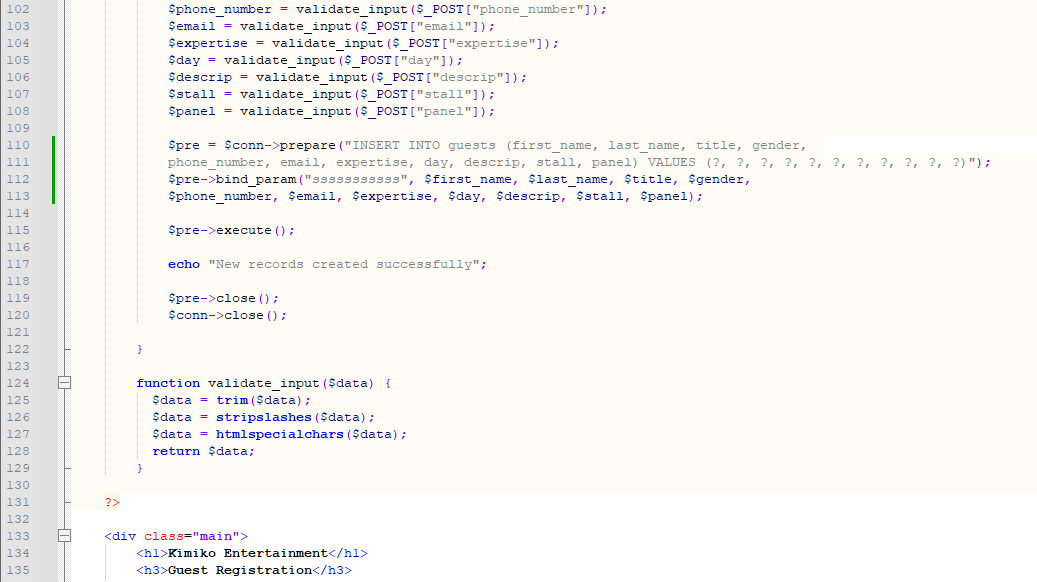 102 $phone_number = validate_input($_POST["phone_number"]);
103 $email = validate_input($_POST["email"]);
104 $expertise = validate_input($_POST["expertise"]);
105 $day = validate_input($_POST["day"]);
106 $descrip = validate_input($_POST["descrip"]);
107 $stall = validate_input($_POST["stall"]);
108 $panel = validate_input($_POST["panel"]);
109
110 $pre = $conn->prepare("INSERT INTO guests (first_name, last_name, title, gender,
111 phone_number, email, expertise, day, descrip, stall, panel) VALUES (?, ?, ?, ?, ?, ?, ?, ?, ?, ?, ?)");
112 $pre->bind_param("sssssssssss", $first_name, $last_name, $title, $gender,
113 $phone_number, $email, $expertise, $day, $descrip, $stall, $panel);
114
115 $pre->execute();
116
117 echo "New records created successfully";
118
119 $pre->close();
120 $conn->close();
121
122 }
123
124 function validate_input($data) {
125 $data = trim($data);
126 $data = stripslashes($data);
127 $data = htmlspecialchars($data);
128 return $data;
129 }
130
131 ?>
132
133 <div class="main">
134 <h1>Kimiko Entertainment</h1>
135 <h3>Guest Registration</h3>